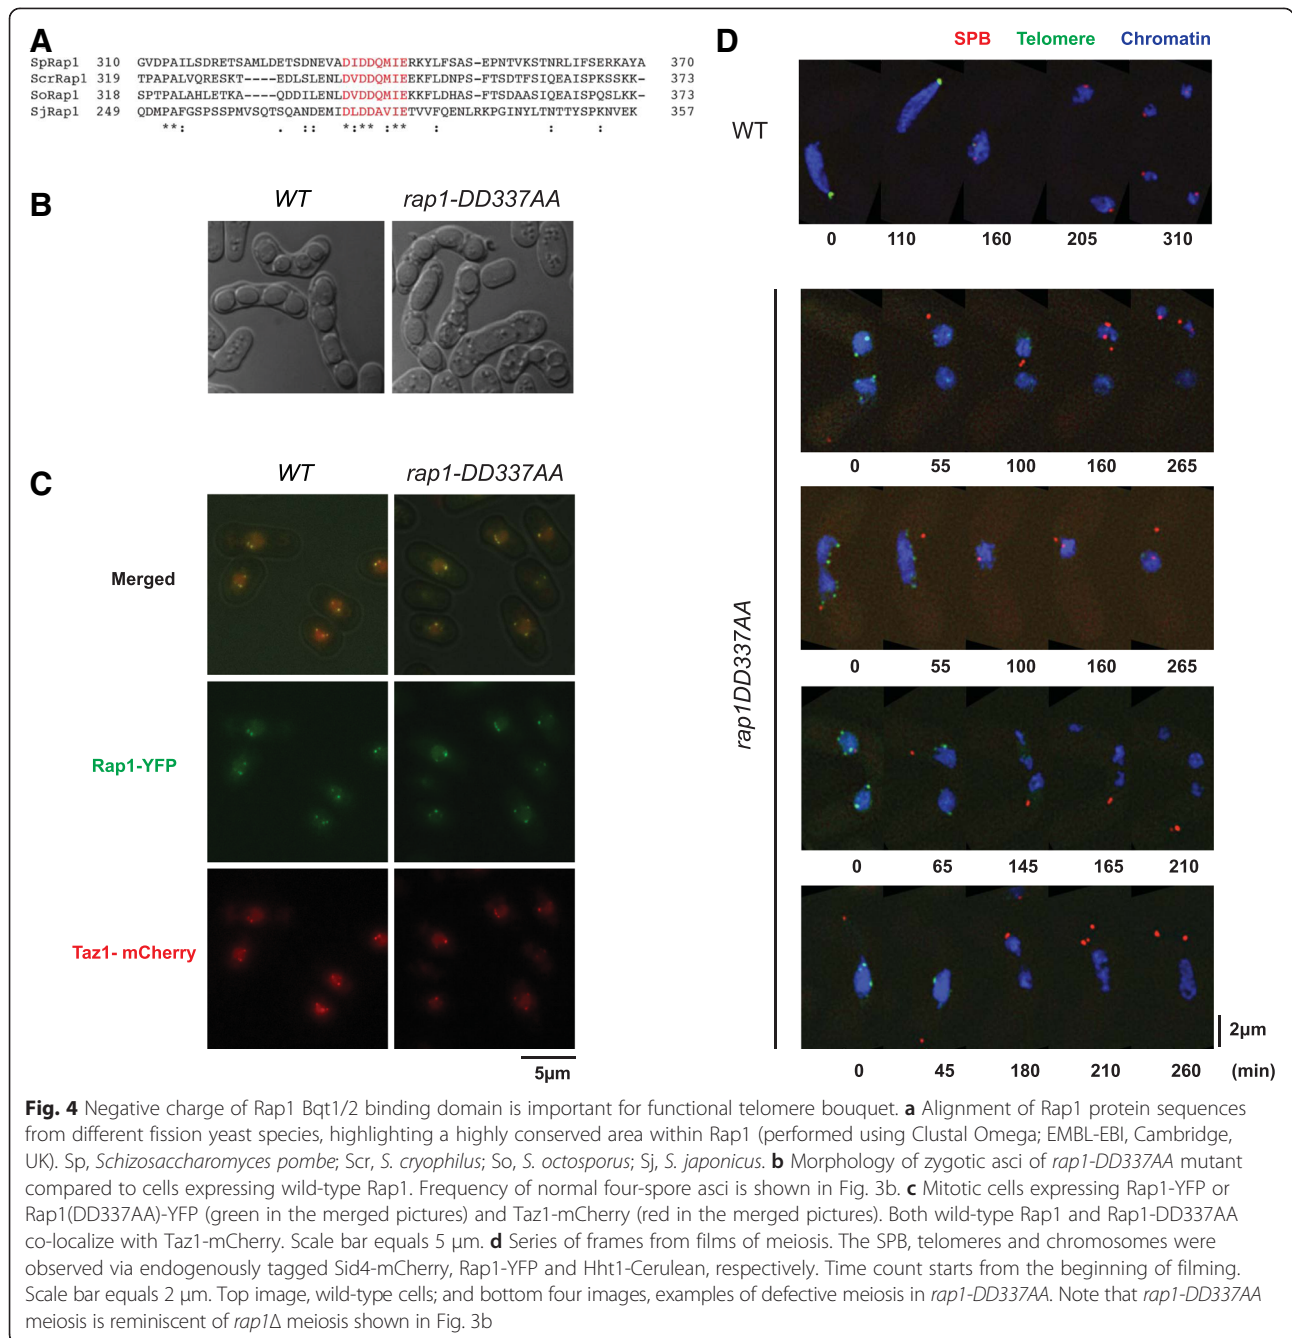 A
SpRap1 310 GVDPAILSDRETSAMLDETSDNEVADIDDQMIERKYLFSAS-EPNTVKSTNRLIFSERKAYA 370
ScrRap1 319 TPAPALVQRESKT----EDLSLENLDVDDQMIEEKFLDNPS-FTSDTFSIQEAISPKSSKK- 373
SoRap1 318 SPTPALAHLETKA----QDDILENLDVDDQMIEKKFLDHAS-FTSDAASIQEAISPQSLKK- 373
SjRap1 249 QDMPAFGSPSSPMVSQTSQANDEMIDLDDAVIETVVFQENLRKPGINYLTNTTYSPKNVEK 357
**: . :: *:** :** : : :
B
WT rap1-DD337AA
C
WT rap1-DD337AA
Merged
Rap1-YFP
Taz1- mCherry
5µm
D
SPB Telomere Chromatin
WT
0 110 160 205 310
rap1DD337AA
0 55 100 160 265
0 55 100 160 265
0 65 145 165 210
2µm
0 45 180 210 260 (min)
Fig. 4 Negative charge of Rap1 Bqt1/2 binding domain is important for functional telomere bouquet. a Alignment of Rap1 protein sequences
from different fission yeast species, highlighting a highly conserved area within Rap1 (performed using Clustal Omega; EMBL-EBI, Cambridge,
UK). Sp, Schizosaccharomyces pombe; Scr, S. cryophilus; So, S. octosporus; Sj, S. japonicus. b Morphology of zygotic asci of rap1-DD337AA mutant
compared to cells expressing wild-type Rap1. Frequency of normal four-spore asci is shown in Fig. 3b. c Mitotic cells expressing Rap1-YFP or
Rap1(DD337AA)-YFP (green in the merged pictures) and Taz1-mCherry (red in the merged pictures). Both wild-type Rap1 and Rap1-DD337AA
co-localize with Taz1-mCherry. Scale bar equals 5 µm. d Series of frames from films of meiosis. The SPB, telomeres and chromosomes were
observed via endogenously tagged Sid4-mCherry, Rap1-YFP and Hht1-Cerulean, respectively. Time count starts from the beginning of filming.
Scale bar equals 2 µm. Top image, wild-type cells; and bottom four images, examples of defective meiosis in rap1-DD337AA. Note that rap1-DD337AA
meiosis is reminiscent of rap1Δ meiosis shown in Fig. 3b